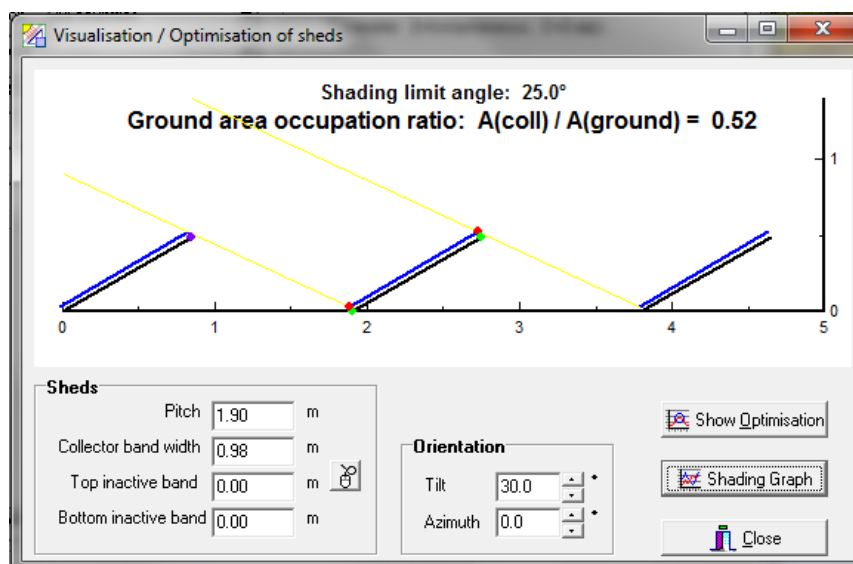 Visualisation / Optimisation of sheds
Shading limit angle: 25.0°
Ground area occupation ratio: A(coll) / A(ground) = 0.52
1
0
0 1 2 3 4 5
Sheds
Pitch 1.90 m
Collector band width 0.98 m
Top inactive band 0.00 m
Bottom inactive band 0.00 m
Orientation
Tilt 30.0 °
Azimuth 0.0 °
Show Optimisation
Shading Graph
Close